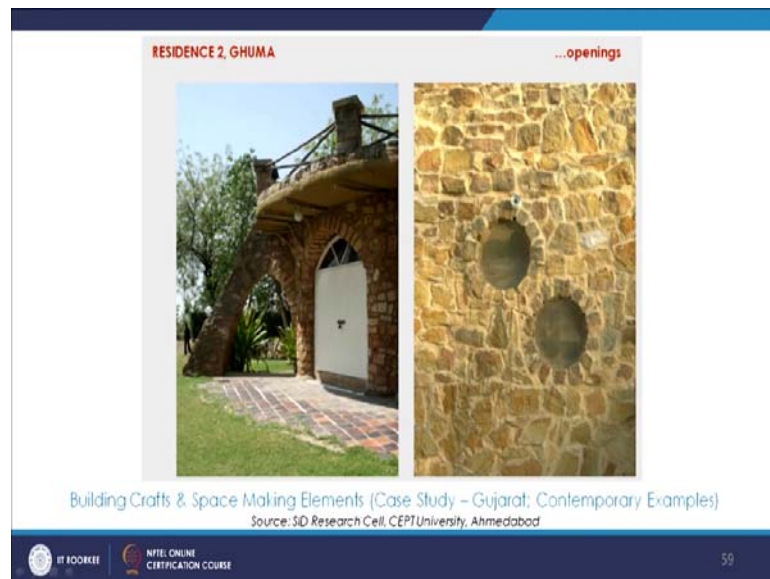 RESIDENCE 2, GHUMA
...openings
Building Crafts & Space Making Elements (Case Study – Gujarat; Contemporary Examples)
Source: SID Research Cell, CEPT University, Ahmedabad
IIT ROORKEE
NPTEL ONLINE
CERTIFICATION COURSE
59